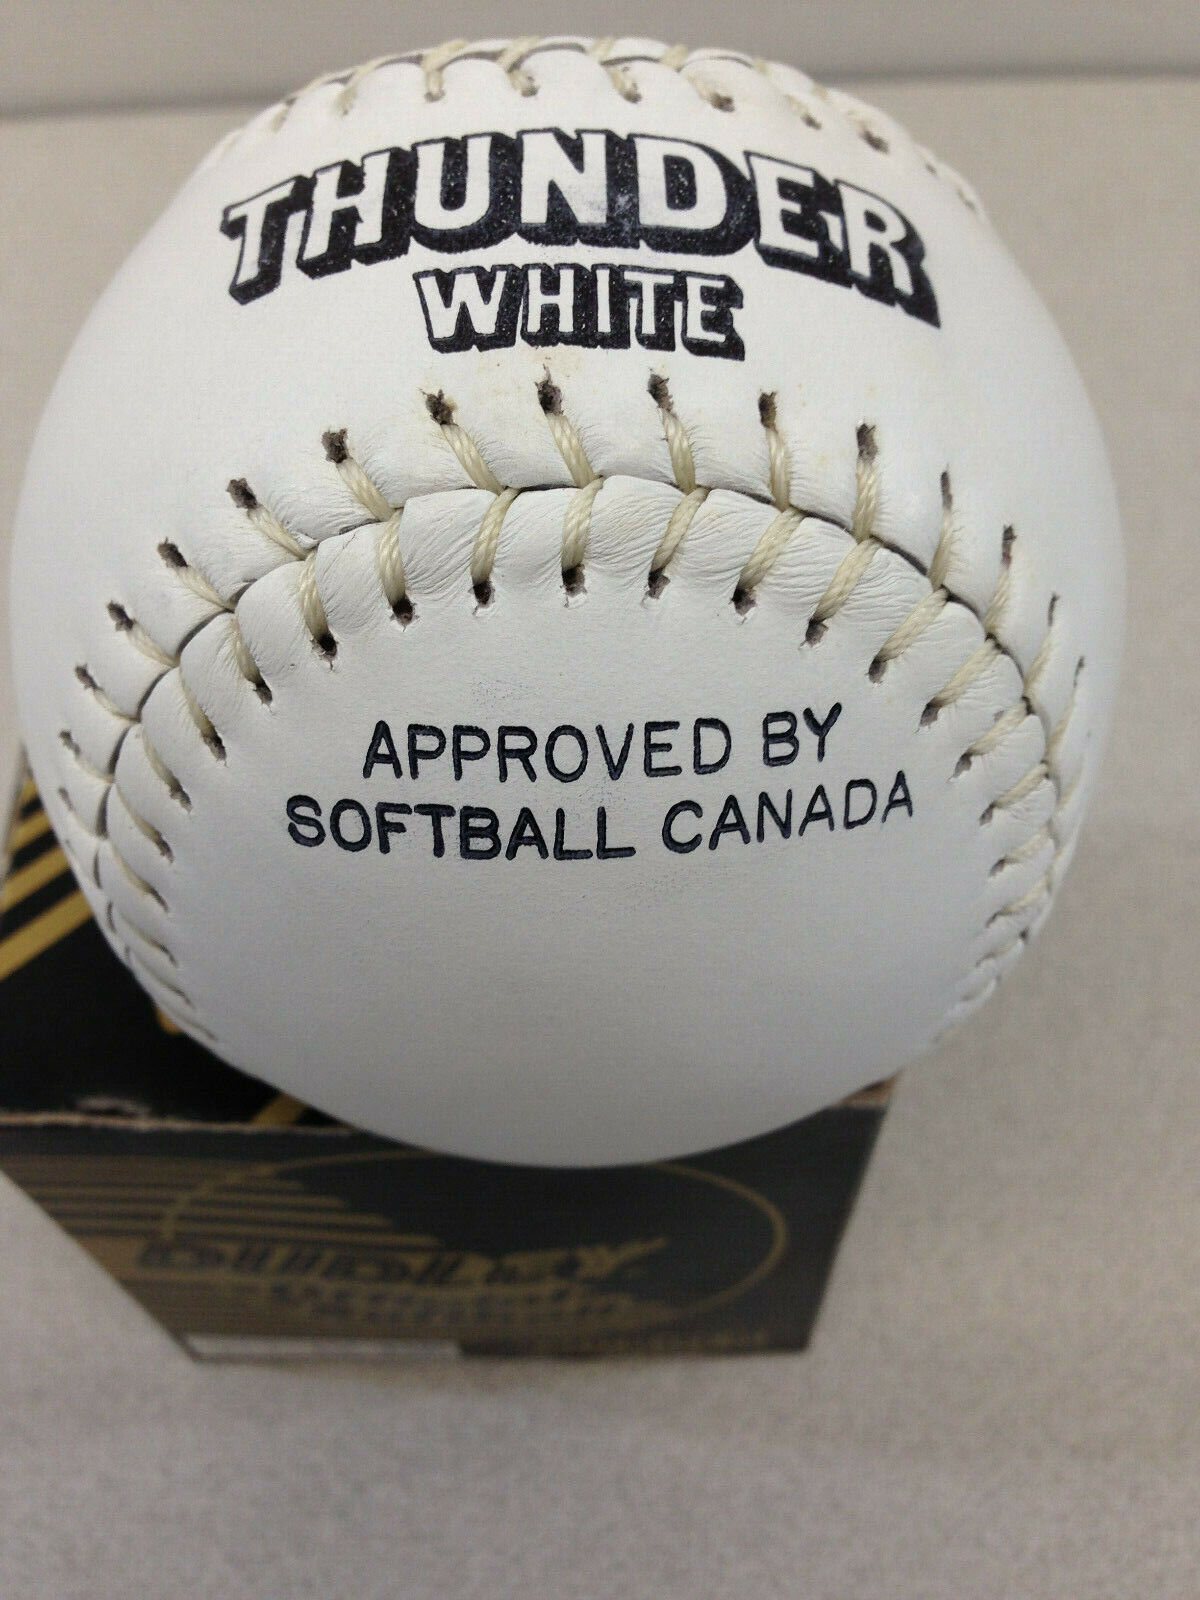 THUNDER
WHITE
APPROVED BY
SOFTBALL CANADA